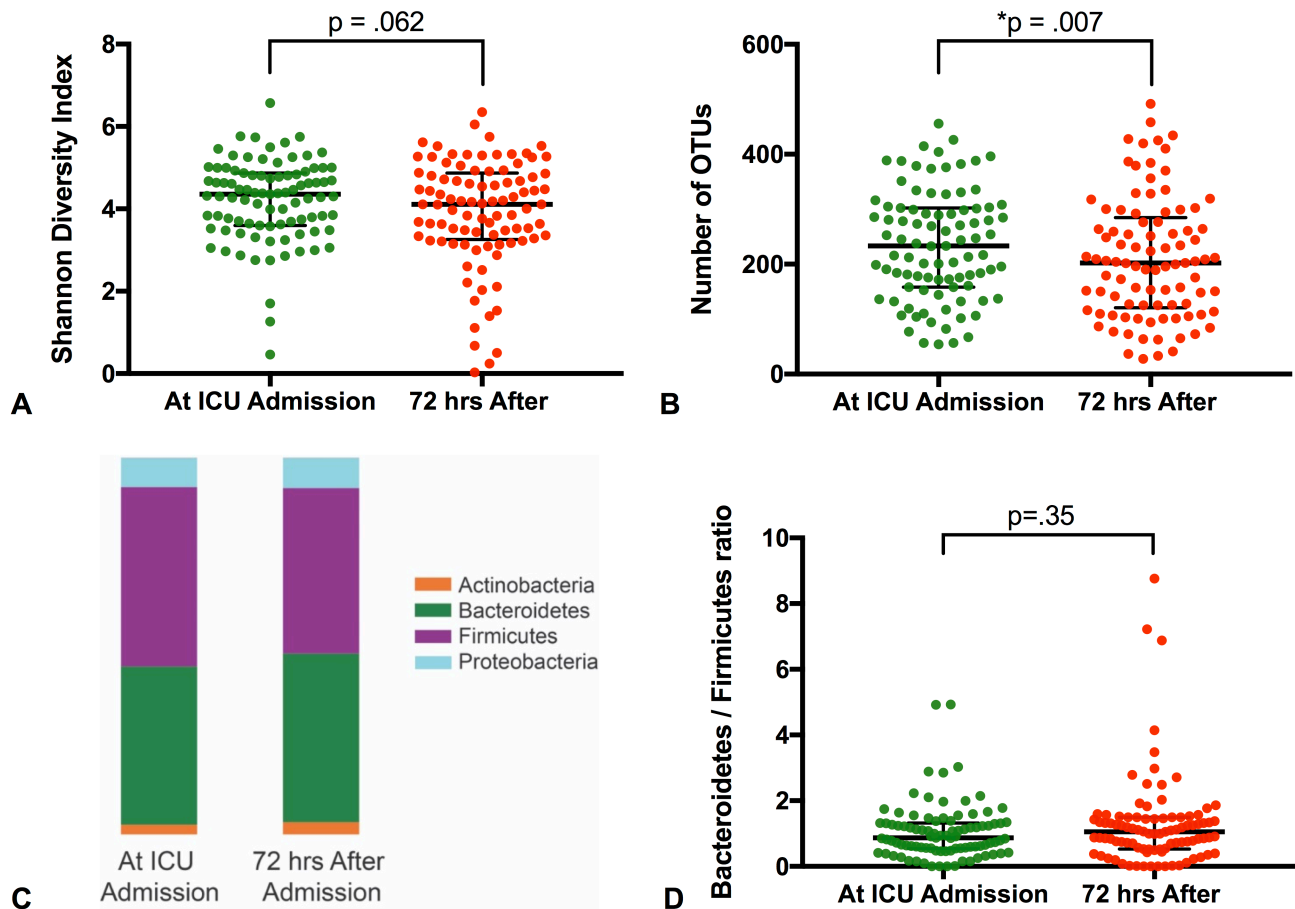 p = .062
8
6
4
2
0
Shannon Diversity Index
At ICU Admission
72 hrs After
A
*p = .007
600
400
200
0
Number of OTUs
At ICU Admission
72 hrs After
B
Actinobacteria
Bacteroidetes
Firmicutes
Proteobacteria
At ICU
Admission
72 hrs After
Admission
C
p=.35
10
8
6
4
2
0
Bacteroidetes / Firmicutes ratio
At ICU Admission
72 hrs After
D